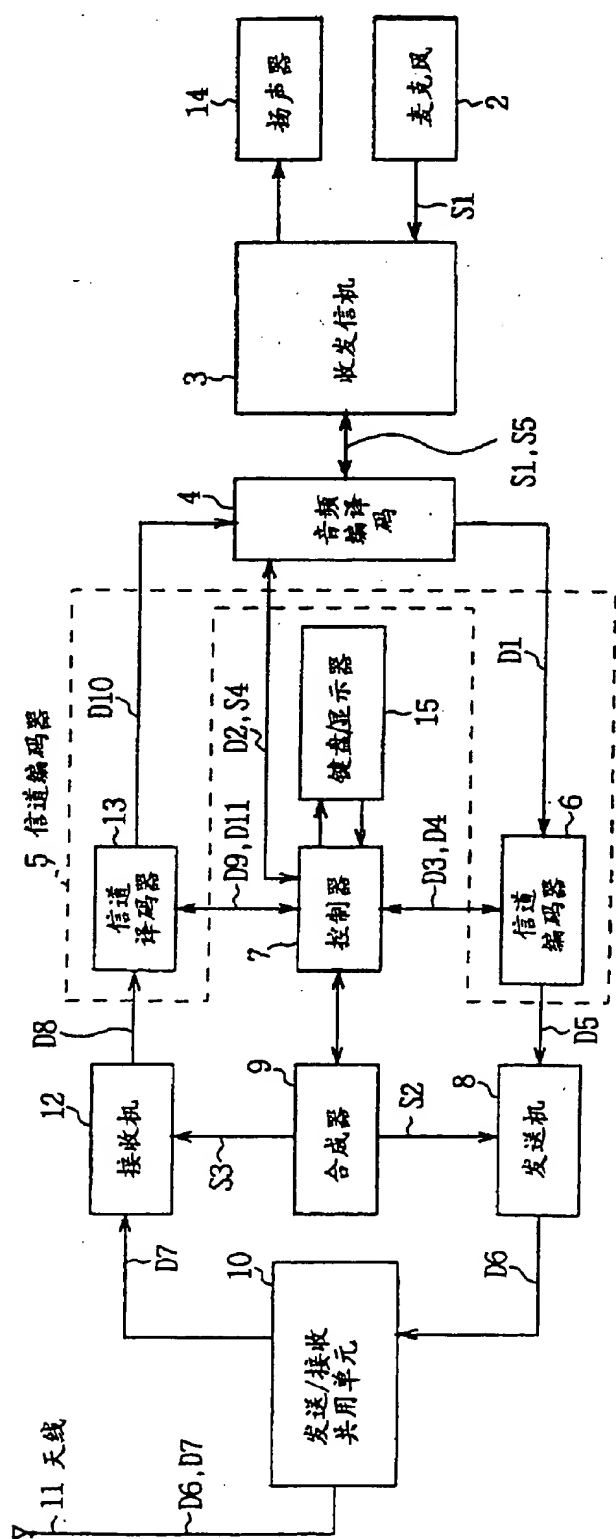 11 天线
D6, D7
10
发送/接收
共用单元
D7
D6
12
接收机
S3
9
合成器
S2
8
发送机
D8
D5
5 信道编码器
13
信道
译码器
D9, D11
7
控制器
D3, D4
6
信道
编码器
D10
D2, S4
键盘/显示器
15
D1
4
音频
编译
码
S1, S5
3
收发信机
14
扬声器
麦克风
2
S1